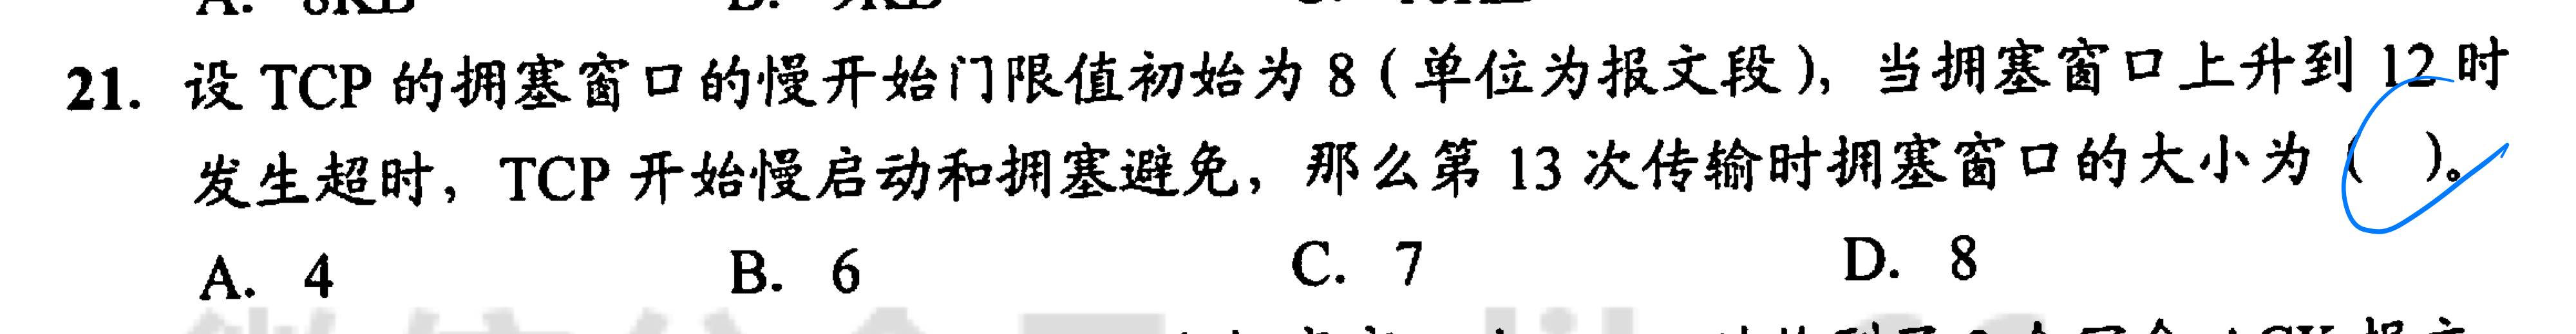 21. 设 TCP 的拥塞窗口的慢开始门限值初始为 8（单位为报文段），当拥塞窗口上升到 12 时
发生超时，TCP 开始慢启动和拥塞避免，那么第 13 次传输时拥塞窗口的大小为（ ）。
A. 4 B. 6 C. 7 D. 8